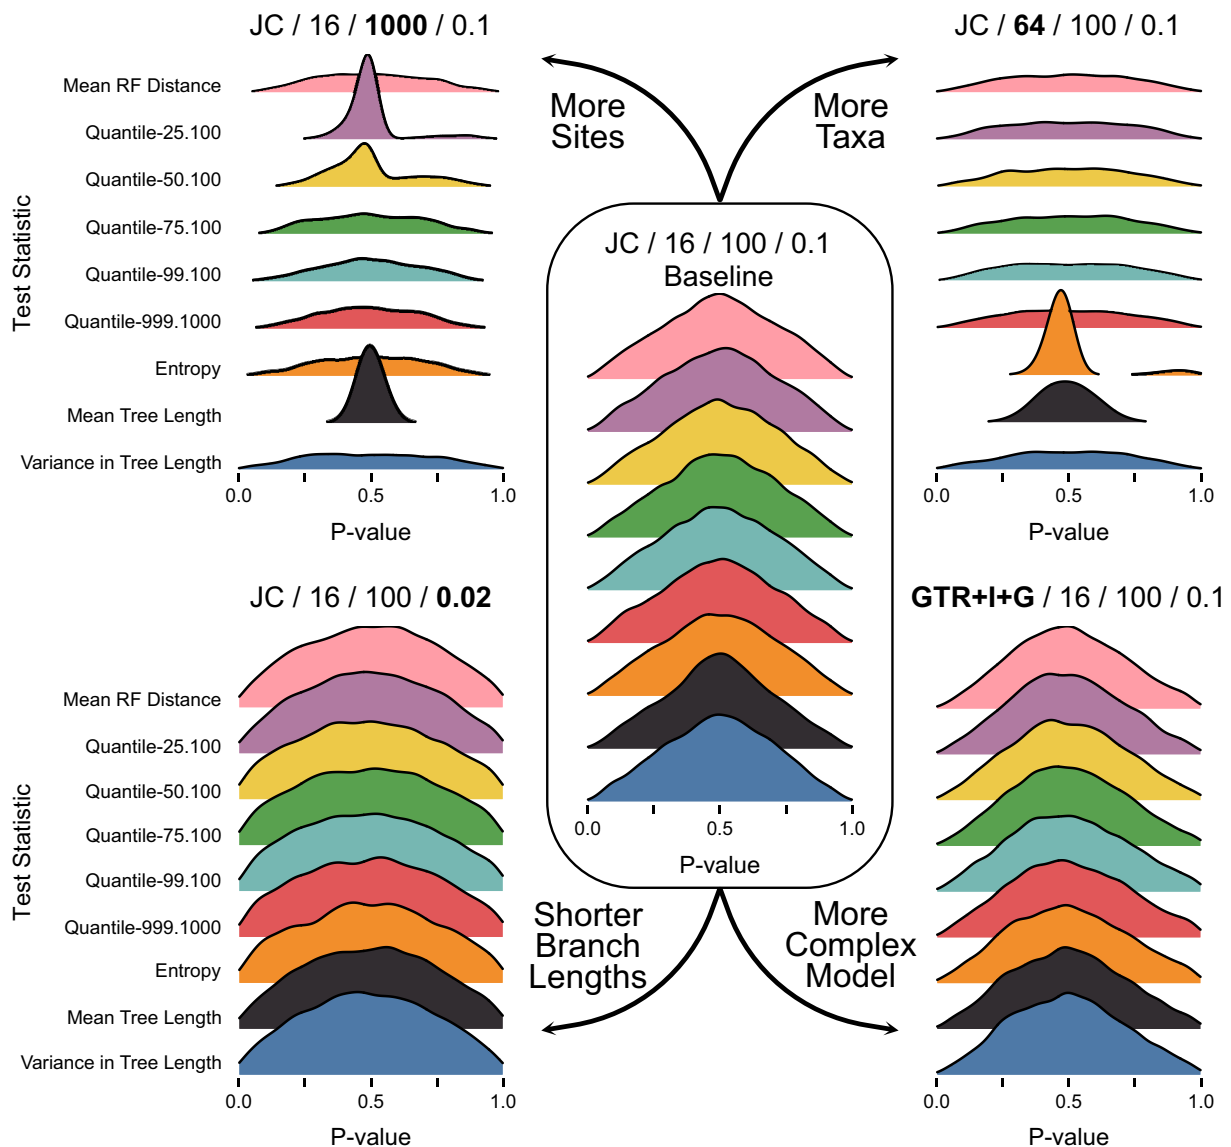 JC / 16 / 1000 / 0.1
Test Statistic
Mean RF Distance
Quantile-25.100
Quantile-50.100
Quantile-75.100
Quantile-99.100
Quantile-999.1000
Entropy
Mean Tree Length
Variance in Tree Length
0.0 0.5 1.0
P-value
More
Sites
More
Taxa
JC / 64 / 100 / 0.1
0.0 0.5 1.0
P-value
JC / 16 / 100 / 0.1
Baseline
0.0 0.5 1.0
P-value
JC / 16 / 100 / 0.02
Test Statistic
Mean RF Distance
Quantile-25.100
Quantile-50.100
Quantile-75.100
Quantile-99.100
Quantile-999.1000
Entropy
Mean Tree Length
Variance in Tree Length
0.0 0.5 1.0
P-value
Shorter
Branch
Lengths
More
Complex
Model
GTR+I+G / 16 / 100 / 0.1
0.0 0.5 1.0
P-value